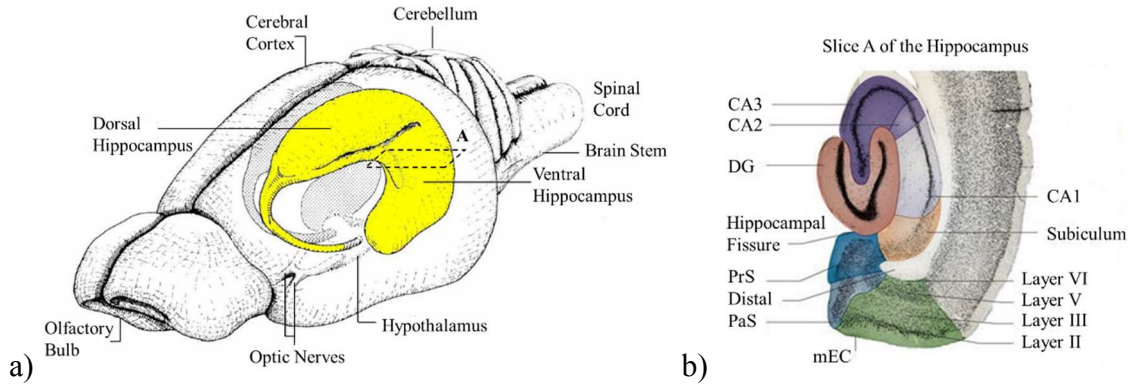 Cerebellum
Cerebral
Cortex
Spinal
Cord
Dorsal
Hippocampus
A
Brain Stem
Ventral
Hippocampus
Hypothalamus
Olfactory
Bulb
Optic Nerves
a)
Slice A of the Hippocampus
CA3
CA2
DG
CA1
Hippocampal
Fissure
Subiculum
PrS
Layer VI
Distal
Layer V
PaS
Layer III
Layer II
mEC
b)